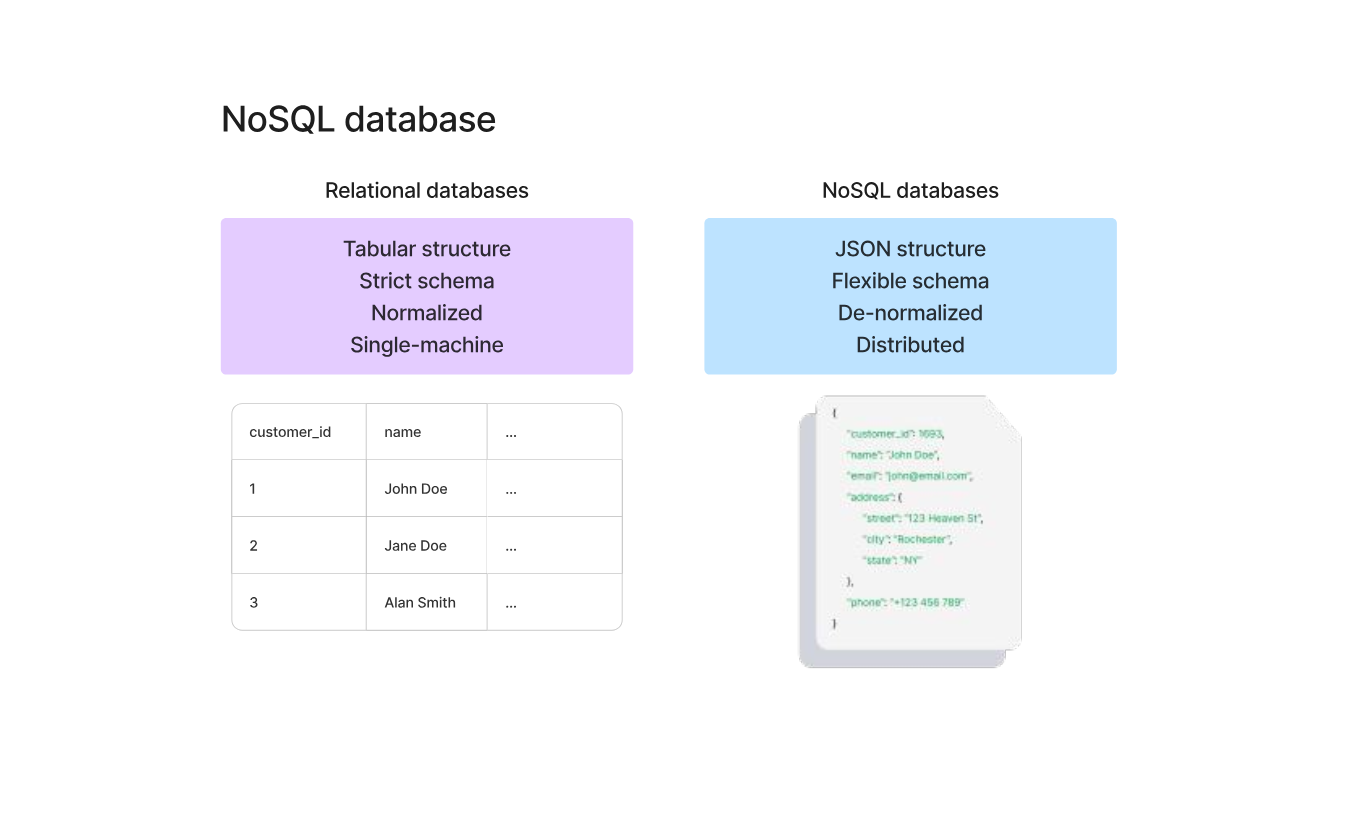 NoSQL database
Relational databases
Tabular structure
Strict schema
Normalized
Single-machine
customer_id name ...
1 John Doe ...
2 Jane Doe ...
3 Alan Smith ...
NoSQL databases
JSON structure
Flexible schema
De-normalized
Distributed
{
"customer_id": 1693,
"name": "John Doe",
"email": "john@email.com",
"address": {
"street": "123 Heaven St",
"city": "Rochester",
"state": "NY"
},
"phone": "+123 456 789"
}